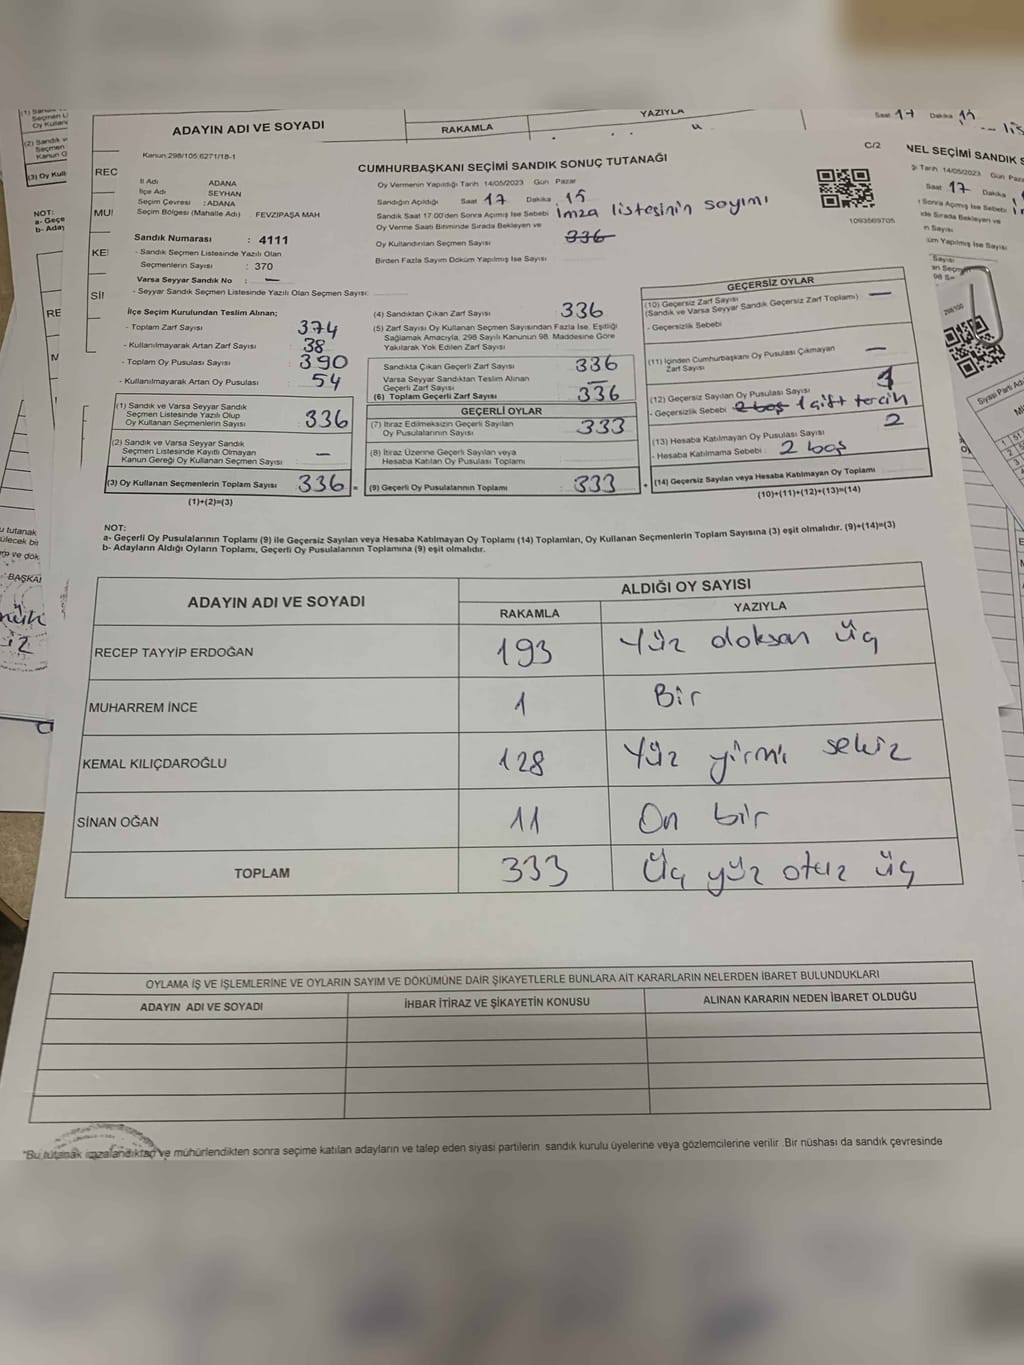 ADAYIN ADI VE SOYADI
RAKAMLA
YAZIYLA
Saat 17 Dakika
Kanun:298/105;6271/18-1
CUMHURBAŞKANI SEÇİMİ SANDIK SONUÇ TUTANAĞI
C/2
NEL SEÇİMİ SANDIK S
REC
MU
KE
Sİ
İl Adı ADANA
İlçe Adı SEYHAN
Seçim Çevresi : ADANA
Seçim Bölgesi (Mahalle Adı) : FEVZİPAŞA MAH
Sandık Numarası : 4111
- Sandık Seçmen Listesinde Yazılı Olan
Seçmenlerin Sayısı : 370
Varsa Seyyar Sandık No : —
- Seyyar Sandık Seçmen Listesinde Yazılı Olan Seçmen Sayısı:
Oy Vermenin Yapıldığı Tarih 14/05/2023 Gün Pazar
Sandığın Açıldığı Saat 17 Dakika 15
Sandık Saat 17:00'den Sonra Açımış İse Sebebi imza listesinin sayımı
Oy Verme Saati Bitiminde Sırada Bekleyen ve
Oy Kullandırılan Seçmen Sayısı 336
Birden Fazla Sayım Döküm Yapılmış İse Sayısı
1093569705
İlçe Seçim Kurulundan Teslim Alınan;
- Toplam Zarf Sayısı : 374
- Kullanılmayarak Artan Zarf Sayısı : 38
- Toplam Oy Pusulası Sayısı : 390
- Kullanılmayarak Artan Oy Pusulası : 54
(1) Sandık ve Varsa Seyyar Sandık
Seçmen Listesinde Yazılı Olup
Oy Kullanan Seçmenlerin Sayısı : 336
(2) Sandık ve Varsa Seyyar Sandık
Seçmen Listesinde Kayıtlı Olmayan
Kanun Gereği Oy Kullanan Seçmen Sayısı : —
(3) Oy Kullanan Seçmenlerin Toplam Sayısı : 336 =
(1)+(2)=(3)
(4) Sandıktan Çıkan Zarf Sayısı 336
(5) Zarf Sayısı Oy Kullanan Seçmen Sayısından Fazla İse, Eşitliği
Sağlamak Amacıyla, 298 Sayılı Kanunun 98. Maddesine Göre
Yakılarak Yok Edilen Zarf Sayısı
Sandıkta Çıkan Geçerli Zarf Sayısı : 336
Varsa Seyyar Sandıktan Teslim Alınan
Geçerli Zarf Sayısı : —
(6) Toplam Geçerli Zarf Sayısı : 336
GEÇERLİ OYLAR
(7) İtiraz Edilmeksizin Geçerli Sayılan
Oy Pusulalarının Sayısı : 333
(8) İtiraz Üzerine Geçerli Sayılan veya
Hesaba Katılan Oy Pusulası Toplamı :
(9) Geçerli Oy Pusulalarının Toplamı : 333 +
GEÇERSİZ OYLAR
(10) Geçersiz Zarf Sayısı
(Sandık ve Varsa Seyyar Sandık Geçersiz Zarf Toplamı) —
- Geçersizlik Sebebi
(11) İçinden Cumhurbaşkanı Oy Pusulası Çıkmayan
Zarf Sayısı —
(12) Geçersiz Sayılan Oy Pusulası Sayısı 1
- Geçersizlik Sebebi 2 boş 1 çift tercih
(13) Hesaba Katılmayan Oy Pusulası Sayısı 2
- Hesaba Katılmama Sebebi : 2 boş
(14) Geçersiz Sayılan veya Hesaba Katılmayan Oy Toplamı
(10)+(11)+(12)+(13)=(14)
NOT:
a- Geçerli Oy Pusulalarının Toplamı (9) ile Geçersiz Sayılan veya Hesaba Katılmayan Oy Toplamı (14) Toplamları, Oy Kullanan Seçmenlerin Toplam Sayısına (3) eşit olmalıdır. (9)+(14)=(3)
b- Adayların Aldığı Oyların Toplamı, Geçerli Oy Pusulalarının Toplamına (9) eşit olmalıdır.
ADAYIN ADI VE SOYADI
ALDIĞI OY SAYISI
RAKAMLA
YAZIYLA
RECEP TAYYİP ERDOĞAN 193 Yüz doksan üç
MUHARREM İNCE 1 Bir
KEMAL KILIÇDAROĞLU 128 Yüz yirmi sekiz
SİNAN OĞAN 11 On bir
TOPLAM 333 Üç yüz otuz üç
OYLAMA İŞ VE İŞLEMLERİNE VE OYLARIN SAYIM VE DÖKÜMÜNE DAİR ŞİKAYETLERLE BUNLARA AİT KARARLARIN NELERDEN İBARET BULUNDUKLARI
ADAYIN ADI VE SOYADI
İHBAR İTİRAZ VE ŞİKAYETİN KONUSU
ALINAN KARARIN NEDEN İBARET OLDUĞU
*Bu tutanak imzalandıktan ve mühürlendikten sonra seçime katılan adayların ve talep eden siyasi partilerin sandık kurulu üyelerine veya gözlemcilerine verilir. Bir nüshası da sandık çevresinde